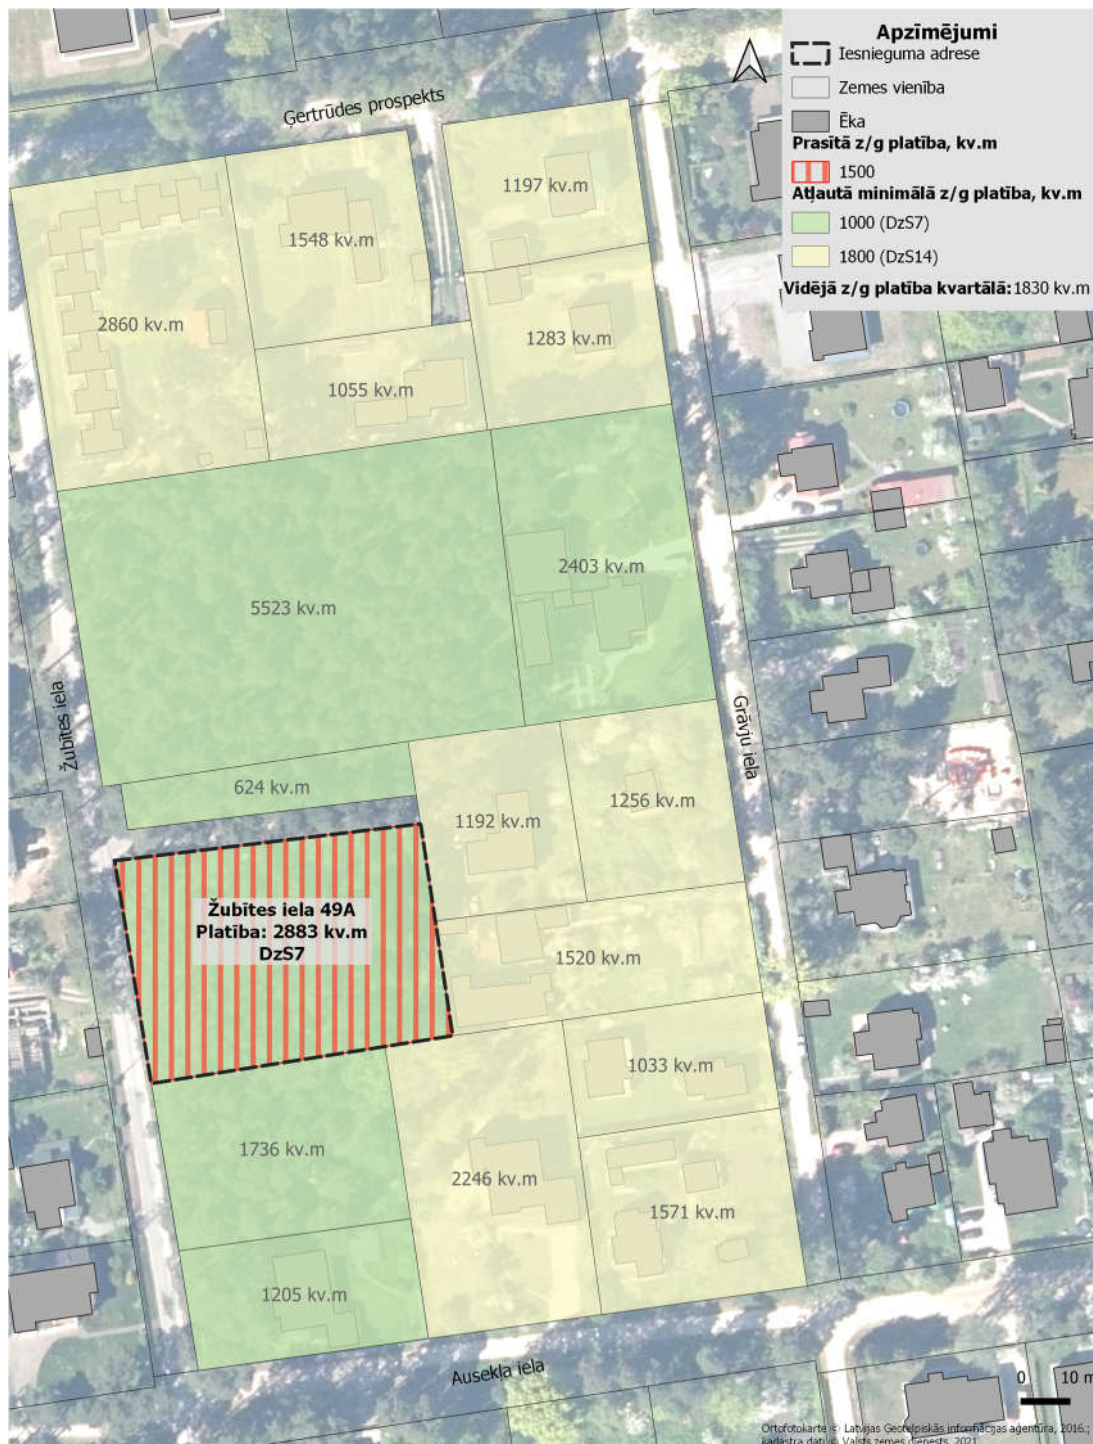 Apzīmējumi
Iesnieguma adrese
Zemes vienība
Ēka
Prasītā z/g platība, kv.m
1500
Atļautā minimālā z/g platība, kv.m
1000 (DzS7)
1800 (DzS14)
Vidējā z/g platība kvartālā: 1830 kv.m
Ģertrūdes prospekts
1197 kv.m
1548 kv.m
2860 kv.m
1283 kv.m
1055 kv.m
2403 kv.m
5523 kv.m
Žubītes iela
Grāvju iela
624 kv.m
1256 kv.m
1192 kv.m
Žubītes iela 49A
Platība: 2883 kv.m
DzS7
1520 kv.m
1033 kv.m
1736 kv.m
2246 kv.m
1571 kv.m
1205 kv.m
Ausekļa iela
0 10 m
Ortofotokarte © Latvijas Ģeotelpiskās informācijas aģentūra, 2016.;
kadastra dati © Valsts zemes dienests, 2021